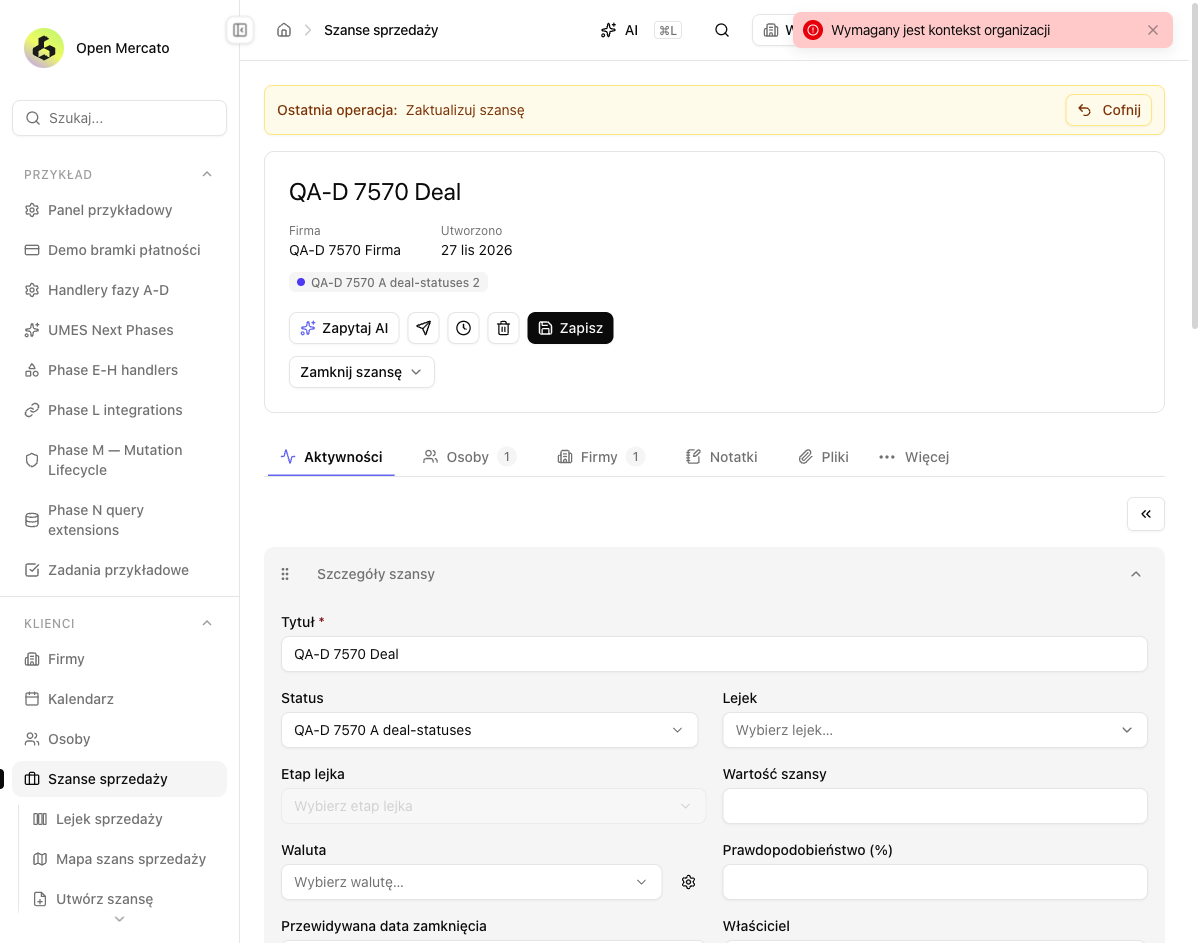 Open Mercato
Szukaj...
PRZYKŁAD
Panel przykładowy
Demo bramki płatności
Handlery fazy A-D
UMES Next Phases
Phase E-H handlers
Phase L integrations
Phase M — Mutation
Lifecycle
Phase N query
extensions
Zadania przykładowe
KLIENCI
Firmy
Kalendarz
Osoby
Szanse sprzedaży
Lejek sprzedaży
Mapa szans sprzedaży
Utwórz szansę
Szanse sprzedaży
AI ⌘L
Wymagany jest kontekst organizacji
Ostatnia operacja: Zaktualizuj szansę
Cofnij
QA-D 7570 Deal
Firma Utworzono
QA-D 7570 Firma 27 lis 2026
QA-D 7570 A deal-statuses 2
Zapytaj AI Zapisz
Zamknij szansę
Aktywności Osoby 1 Firmy 1 Notatki Pliki Więcej
Szczegóły szansy
Tytuł *
QA-D 7570 Deal
Status Lejek
QA-D 7570 A deal-statuses Wybierz lejek...
Etap lejka Wartość szansy
Wybierz etap lejka
Waluta Prawdopodobieństwo (%)
Wybierz walutę...
Przewidywana data zamknięcia Właściciel